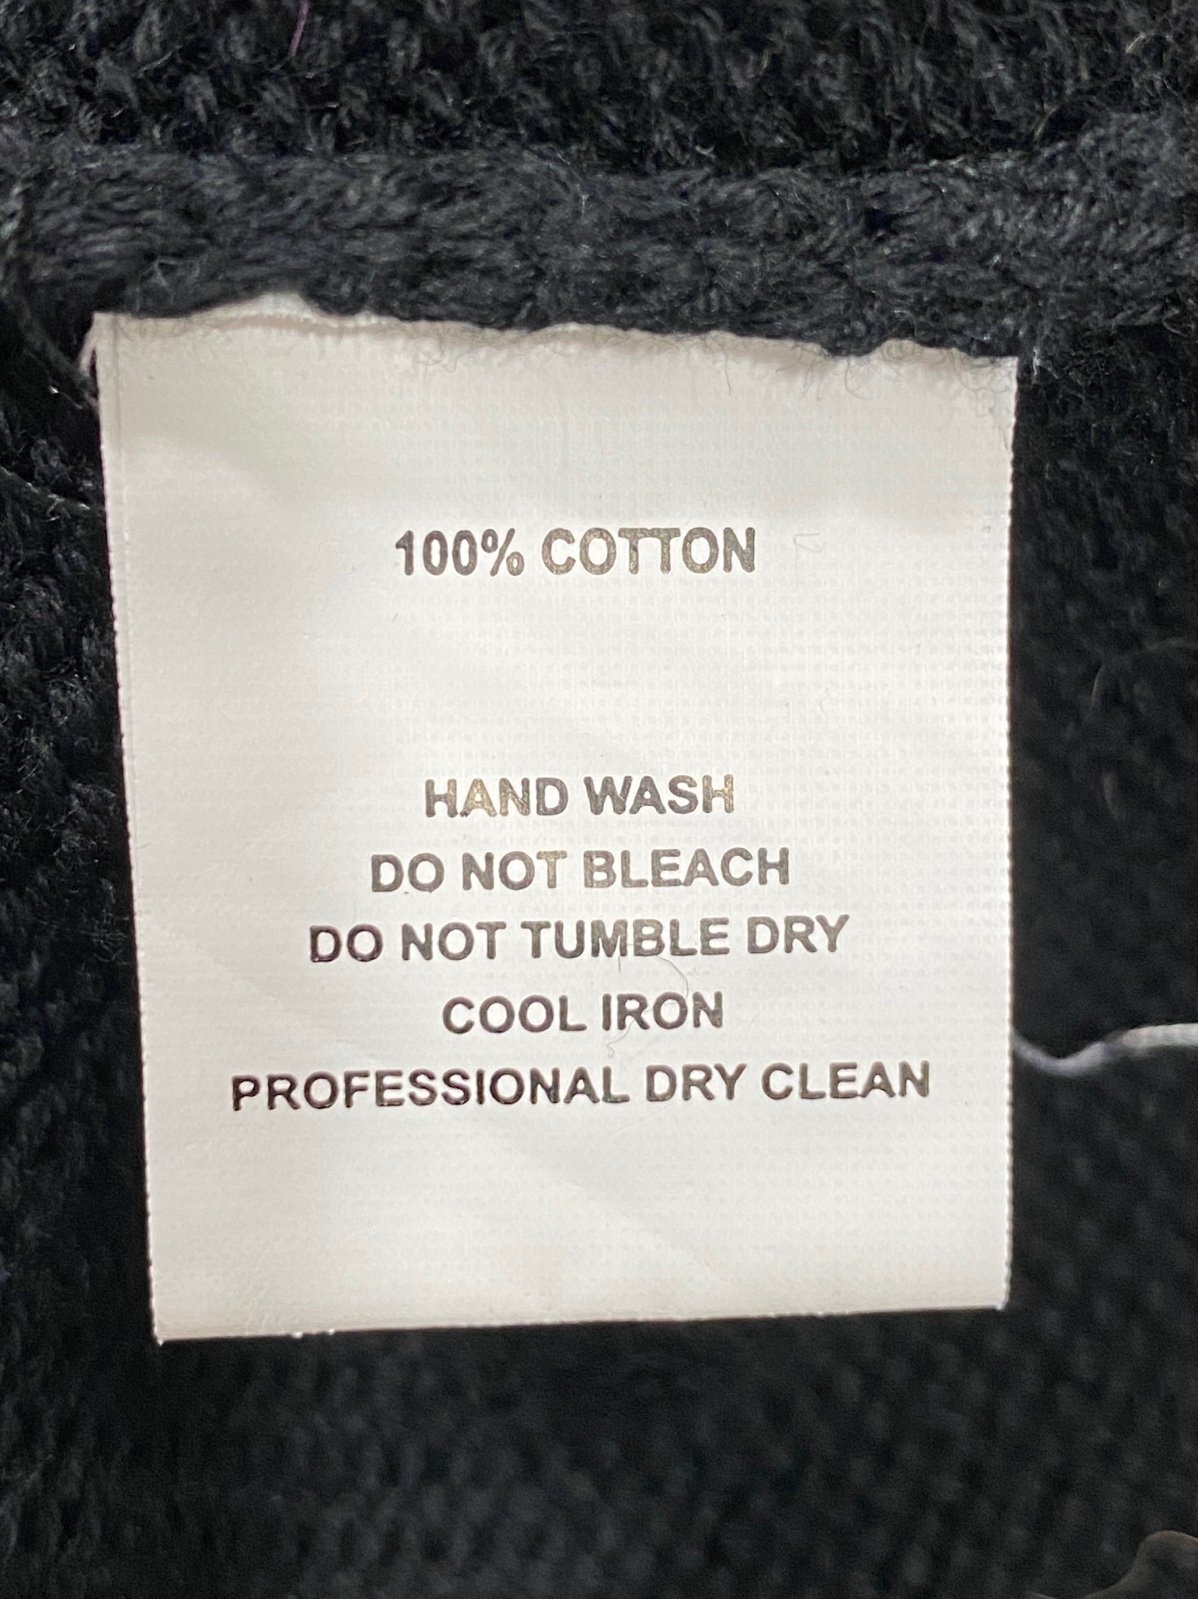 100% COTTON
HAND WASH
DO NOT BLEACH
DO NOT TUMBLE DRY
COOL IRON
PROFESSIONAL DRY CLEAN